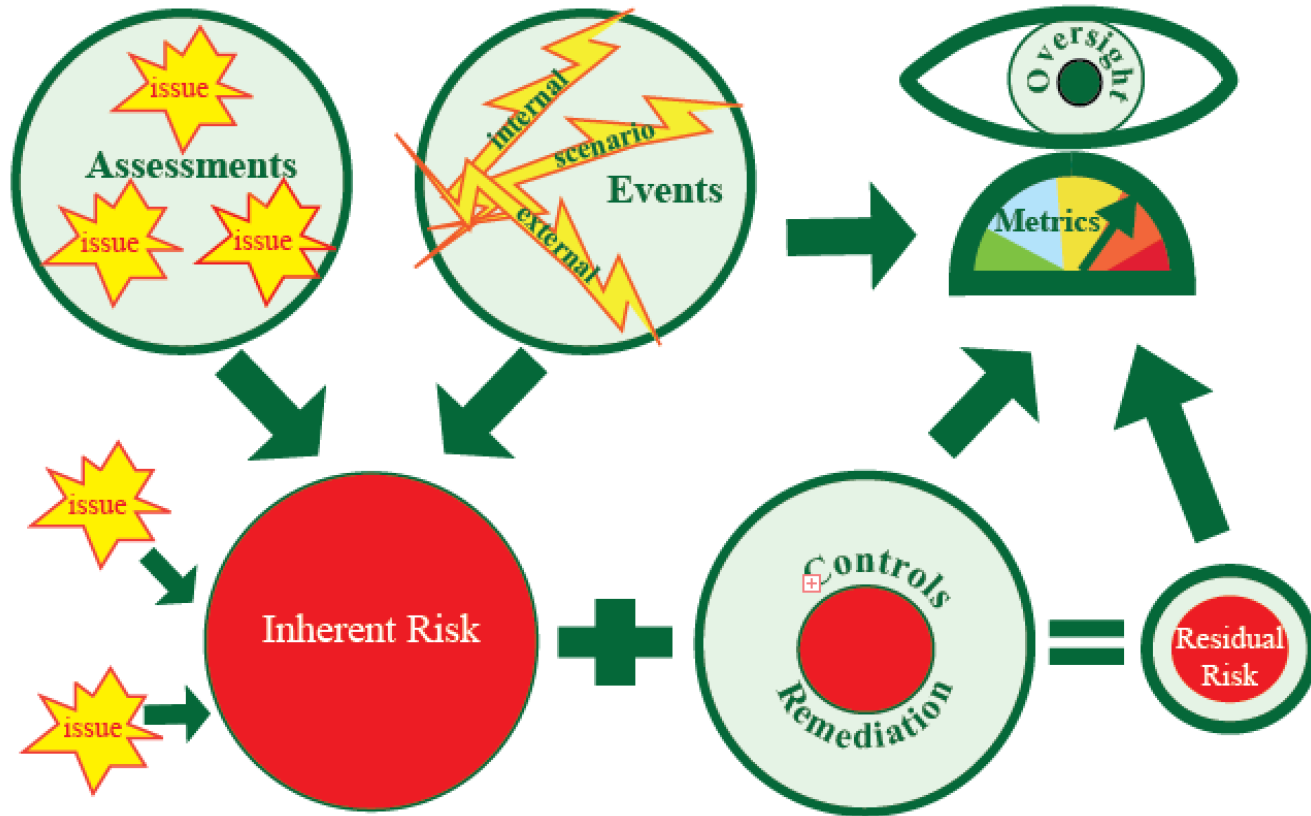 issue
Assessments
issue
issue
internal
scenario
Events
external
Oversight
Metrics
issue
issue
Inherent Risk
Controls
Remediation
Residual
Risk